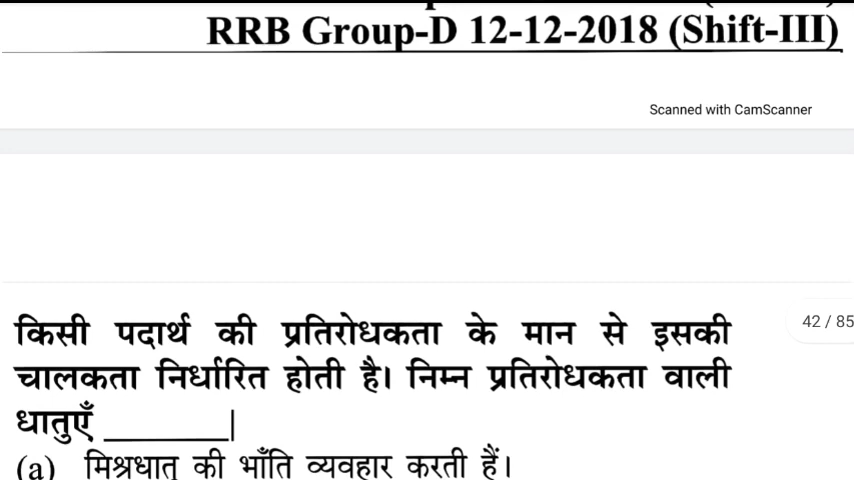 RRB Group-D 12-12-2018 (Shift-III)
Scanned with CamScanner
किसी पदार्थ की प्रतिरोधकता के मान से इसकी
42 / 85
चालकता निर्धारित होती है। निम्न प्रतिरोधकता वाली
धातुएँ ________|
(a) मिश्रधातु की भाँति व्यवहार करती हैं।